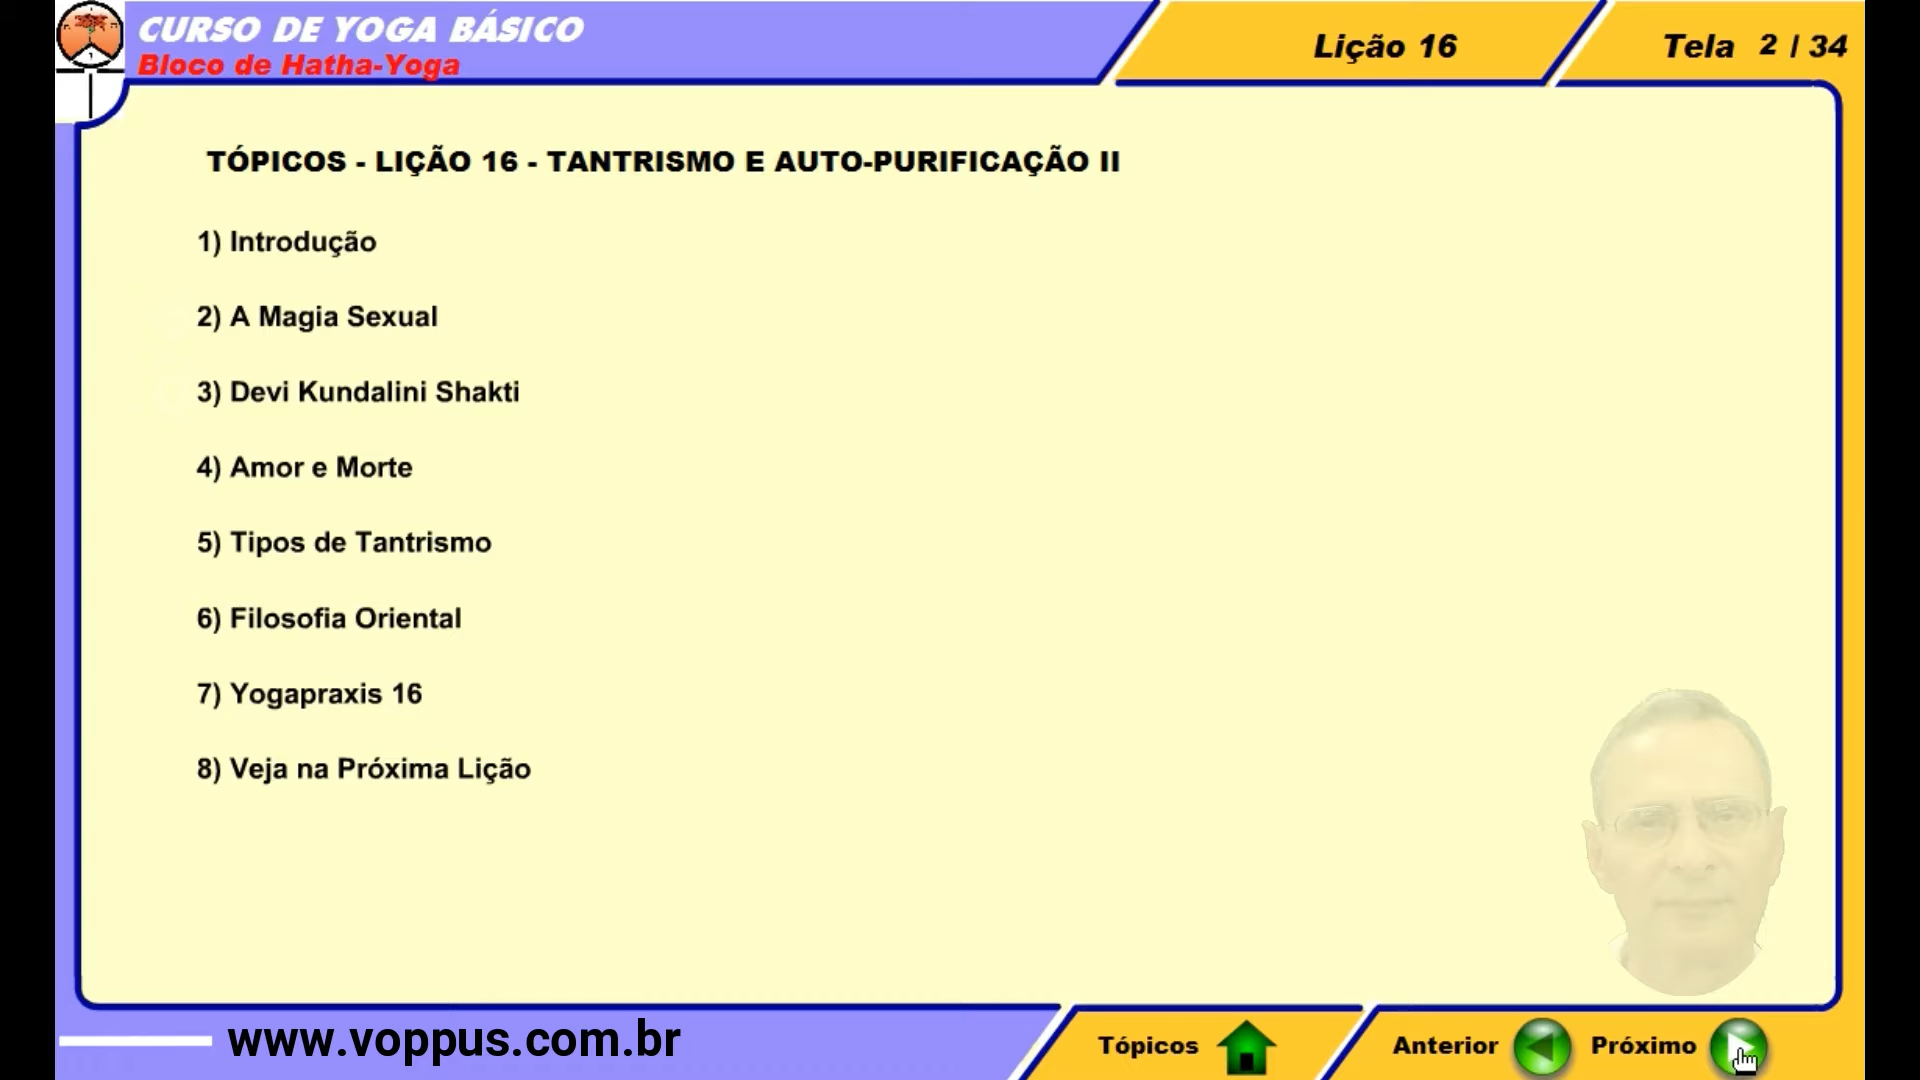 CURSO DE YOGA BÁSICO
Bloco de Hatha-Yoga
Lição 16
Tela 2 / 34
TÓPICOS - LIÇÃO 16 - TANTRISMO E AUTO-PURIFICAÇÃO II
1) Introdução
2) A Magia Sexual
3) Devi Kundalini Shakti
4) Amor e Morte
5) Tipos de Tantrismo
6) Filosofia Oriental
7) Yogapraxis 16
8) Veja na Próxima Lição
www.voppus.com.br
Tópicos
Anterior
Próximo